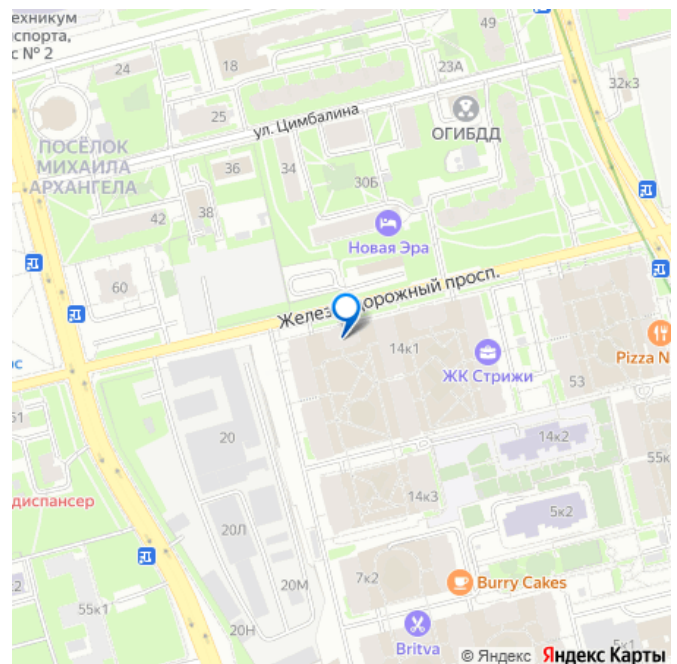 ехникум
спорта,
с № 2
49
24
18
23А
32к3
25
ул. Цимбалина
ОГИБДД
ПОСЁЛОК
МИХАИЛА
АРХАНГЕЛА
36
34
30Б
42
38
Новая Эра
60
Железнодорожный просп.
14к1
ЖК Стрижи
Pizza N
53
51
20
14к2
55к
диспансер
14к3
5к2
20Л
7к2
Burry Cakes
20М
55к1
20Н
Britva
5к1
© Яндекс Яндекс Карты